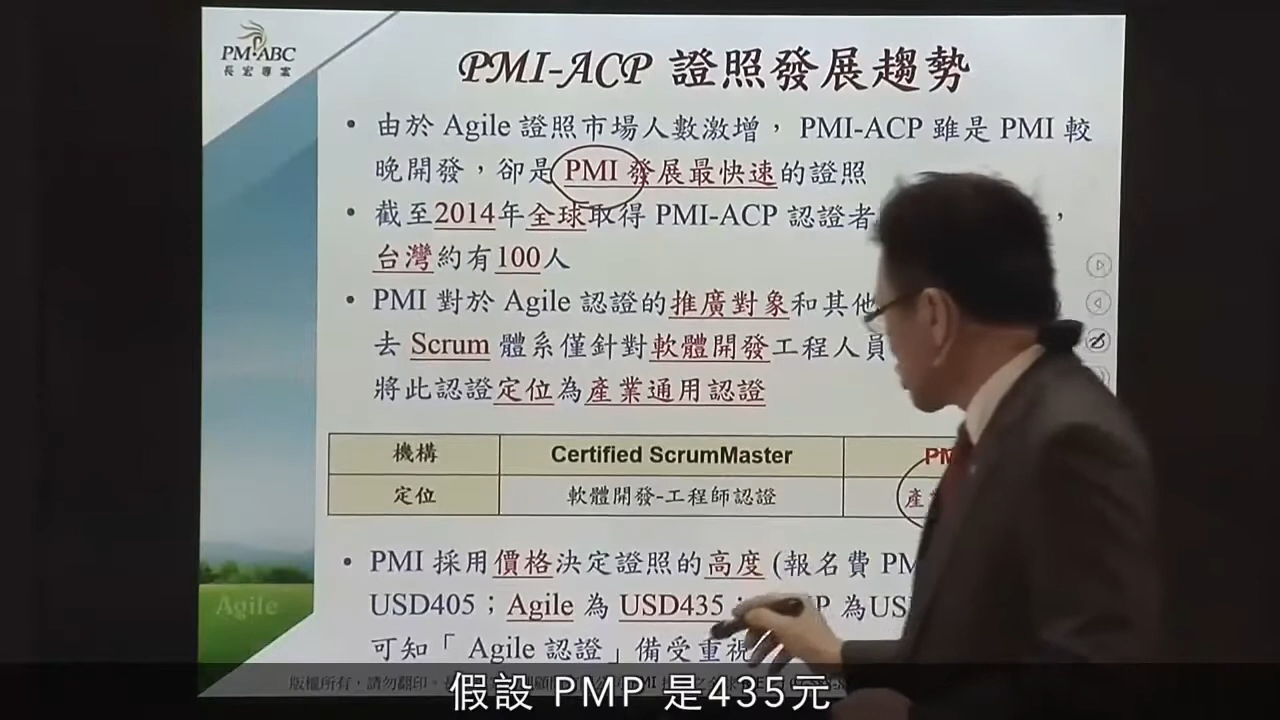 PM ABC
長宏專案
PMI-ACP 證照發展趨勢
• 由於 Agile 證照市場人數激增， PMI-ACP 雖是 PMI 較
晚開發，卻是 PMI 發展最快速的證照
• 截至2014年全球取得 PMI-ACP 認證者
，
台灣約有100人
• PMI 對於 Agile 認證的推廣對象和其他
去 Scrum 體系僅針對軟體開發工程人員
將此認證定位為產業通用認證
機構 Certified ScrumMaster PM
定位 軟體開發-工程師認證 產
• PMI 採用價格決定證照的高度 (報名費 PM
USD405；Agile 為 USD435； P 為US
可知「 Agile 認證」備受重視
Agile
版權所有，請勿翻印。
假設 PMP 是435元